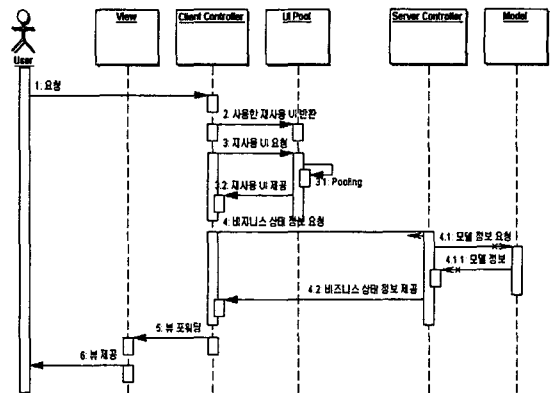 View
Client Controller
UI Pool
Server Controller
Model
User
1: 요청
2: 사용한 재사용 UI 반환
3: 재사용 UI 요청
3.1: Pooling
3.2: 재사용 UI 제공
4: 비지니스 상태 정보 요청
4.1: 모델 정보 요청
4.1.1: 모델 정보
4.2: 비즈니스 상태 정보 제공
5: 뷰 포워딩
6: 뷰 제공